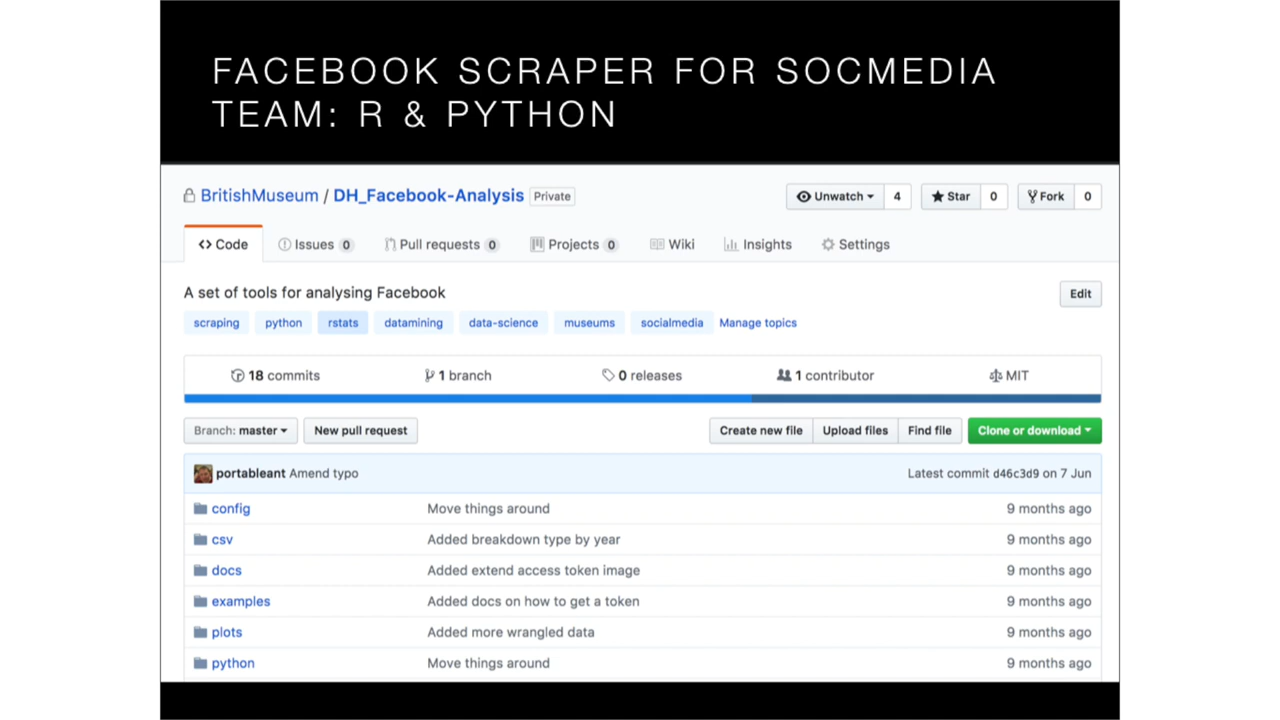 FACEBOOK SCRAPER FOR SOCMEDIA
TEAM: R & PYTHON
BritishMuseum / DH_Facebook-Analysis Private Unwatch 4 Star 0 Fork 0
Code Issues 0 Pull requests 0 Projects 0 Wiki Insights Settings
A set of tools for analysing Facebook Edit
scraping python rstats datamining data-science museums socialmedia Manage topics
18 commits 1 branch 0 releases 1 contributor MIT
Branch: master New pull request Create new file Upload files Find file Clone or download
portableant Amend typo Latest commit d46c3d9 on 7 Jun
config Move things around 9 months ago
csv Added breakdown type by year 9 months ago
docs Added extend access token image 9 months ago
examples Added docs on how to get a token 9 months ago
plots Added more wrangled data 9 months ago
python Move things around 9 months ago